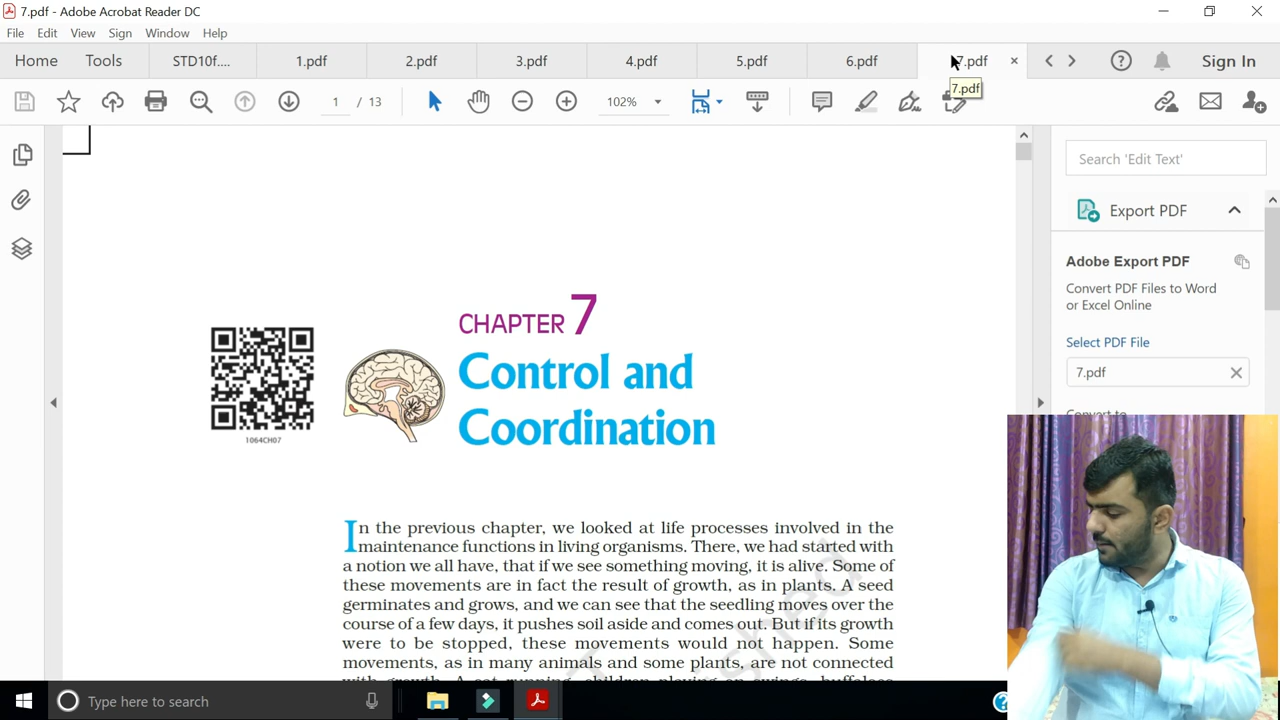 7.pdf - Adobe Acrobat Reader DC
File Edit View Sign Window Help
Home Tools STD10f.... 1.pdf 2.pdf 3.pdf 4.pdf 5.pdf 6.pdf 7.pdf × Sign In
1 / 13 102% 7.pdf
Search 'Edit Text'
Export PDF
Adobe Export PDF
Convert PDF Files to Word
or Excel Online
Select PDF File
7.pdf
Convert to
CHAPTER 7
Control and
Coordination
1064CH07
In the previous chapter, we looked at life processes involved in the
maintenance functions in living organisms. There, we had started with
a notion we all have, that if we see something moving, it is alive. Some of
these movements are in fact the result of growth, as in plants. A seed
germinates and grows, and we can see that the seedling moves over the
course of a few days, it pushes soil aside and comes out. But if its growth
were to be stopped, these movements would not happen. Some
movements, as in many animals and some plants, are not connected
with growth. A cat running, children playing on swings, buffaloes
Type here to search